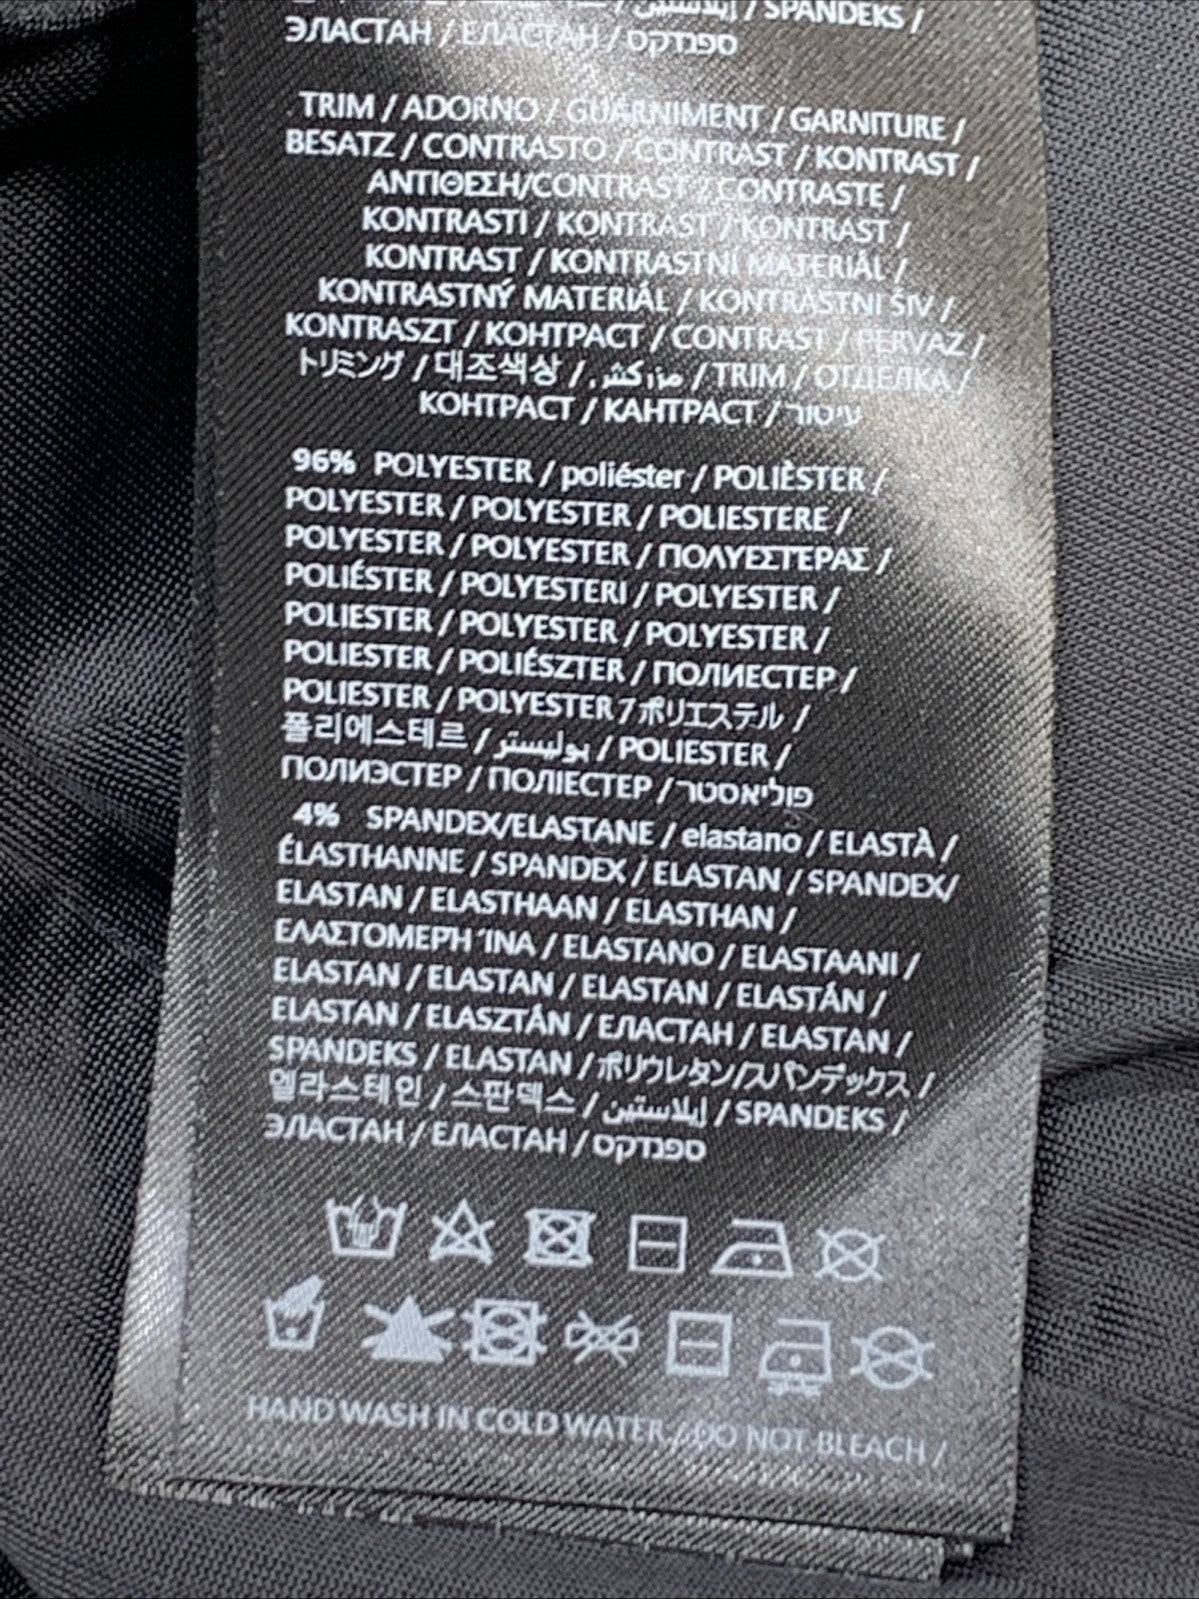 إيلاستين / SPANDEKS /
ЭЛАСТАН / ЕЛАСТАН / ספנדקס
TRIM / ADORNO / GUARNIMENT / GARNITURE /
BESATZ / CONTRASTO / CONTRAST / KONTRAST /
ΑΝΤΙΘΕΣΗ/CONTRAST / CONTRASTE /
KONTRASTI / KONTRAST / KONTRAST /
KONTRAST / KONTRASTNÍ MATERIÁL /
KONTRASTNÝ MATERIÁL / KONTRASTNI ŠIV /
KONTRASZT / КОНТРАСТ / CONTRAST / PERVAZ /
トリミング / 대조색상 / مزركش. / TRIM / ОТДЕЛКА /
КОНТРАСТ / КАНТРАСТ / עיטור
96% POLYESTER / poliéster / POLIÈSTER /
POLYESTER / POLYESTER / POLIESTERE /
POLYESTER / POLYESTER / ΠΟΛΥΕΣΤΕΡΑΣ /
POLIÉSTER / POLYESTERI / POLYESTER /
POLIESTER / POLYESTER / POLYESTER /
POLIESTER / POLIÉSZTER / ПОЛИЕСТЕР /
POLIESTER / POLYESTER / ポリエステル /
폴리에스테르 / بوليستر / POLIESTER /
ПОЛИЭСТЕР / ПОЛІЕСТЕР / פוליאסטר
4% SPANDEX/ELASTANE / elastano / ELASTÀ /
ÉLASTHANNE / SPANDEX / ELASTAN / SPANDEX/
ELASTAN / ELASTHAAN / ELASTHAN /
ΕΛΑΣΤΟΜΕΡΉ ΊΝΑ / ELASTANO / ELASTAANI /
ELASTAN / ELASTAN / ELASTAN / ELASTÁN /
ELASTAN / ELASZTÁN / ЕЛАСТАН / ELASTAN /
SPANDEKS / ELASTAN / ポリウレタン/スパンデックス /
엘라스테인 / 스판덱스 / إيلاستين / SPANDEKS /
ЭЛАСТАН / ЕЛАСТАН / ספנדקס
HAND WASH IN COLD WATER / DO NOT BLEACH /